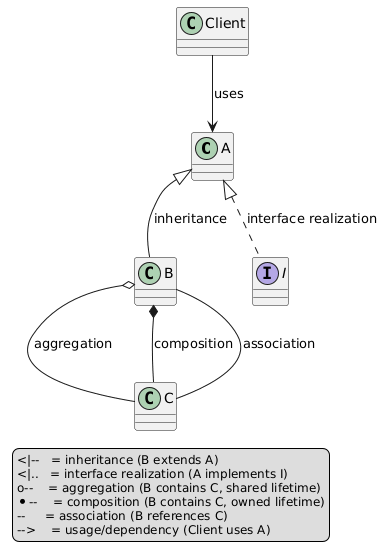 C Client
uses
C A
inheritance
interface realization
C B
I I
aggregation
composition
association
C C
<|-- = inheritance (B extends A)
<|.. = interface realization (A implements I)
o-- = aggregation (B contains C, shared lifetime)
•-- = composition (B contains C, owned lifetime)
-- = association (B references C)
--> = usage/dependency (Client uses A)